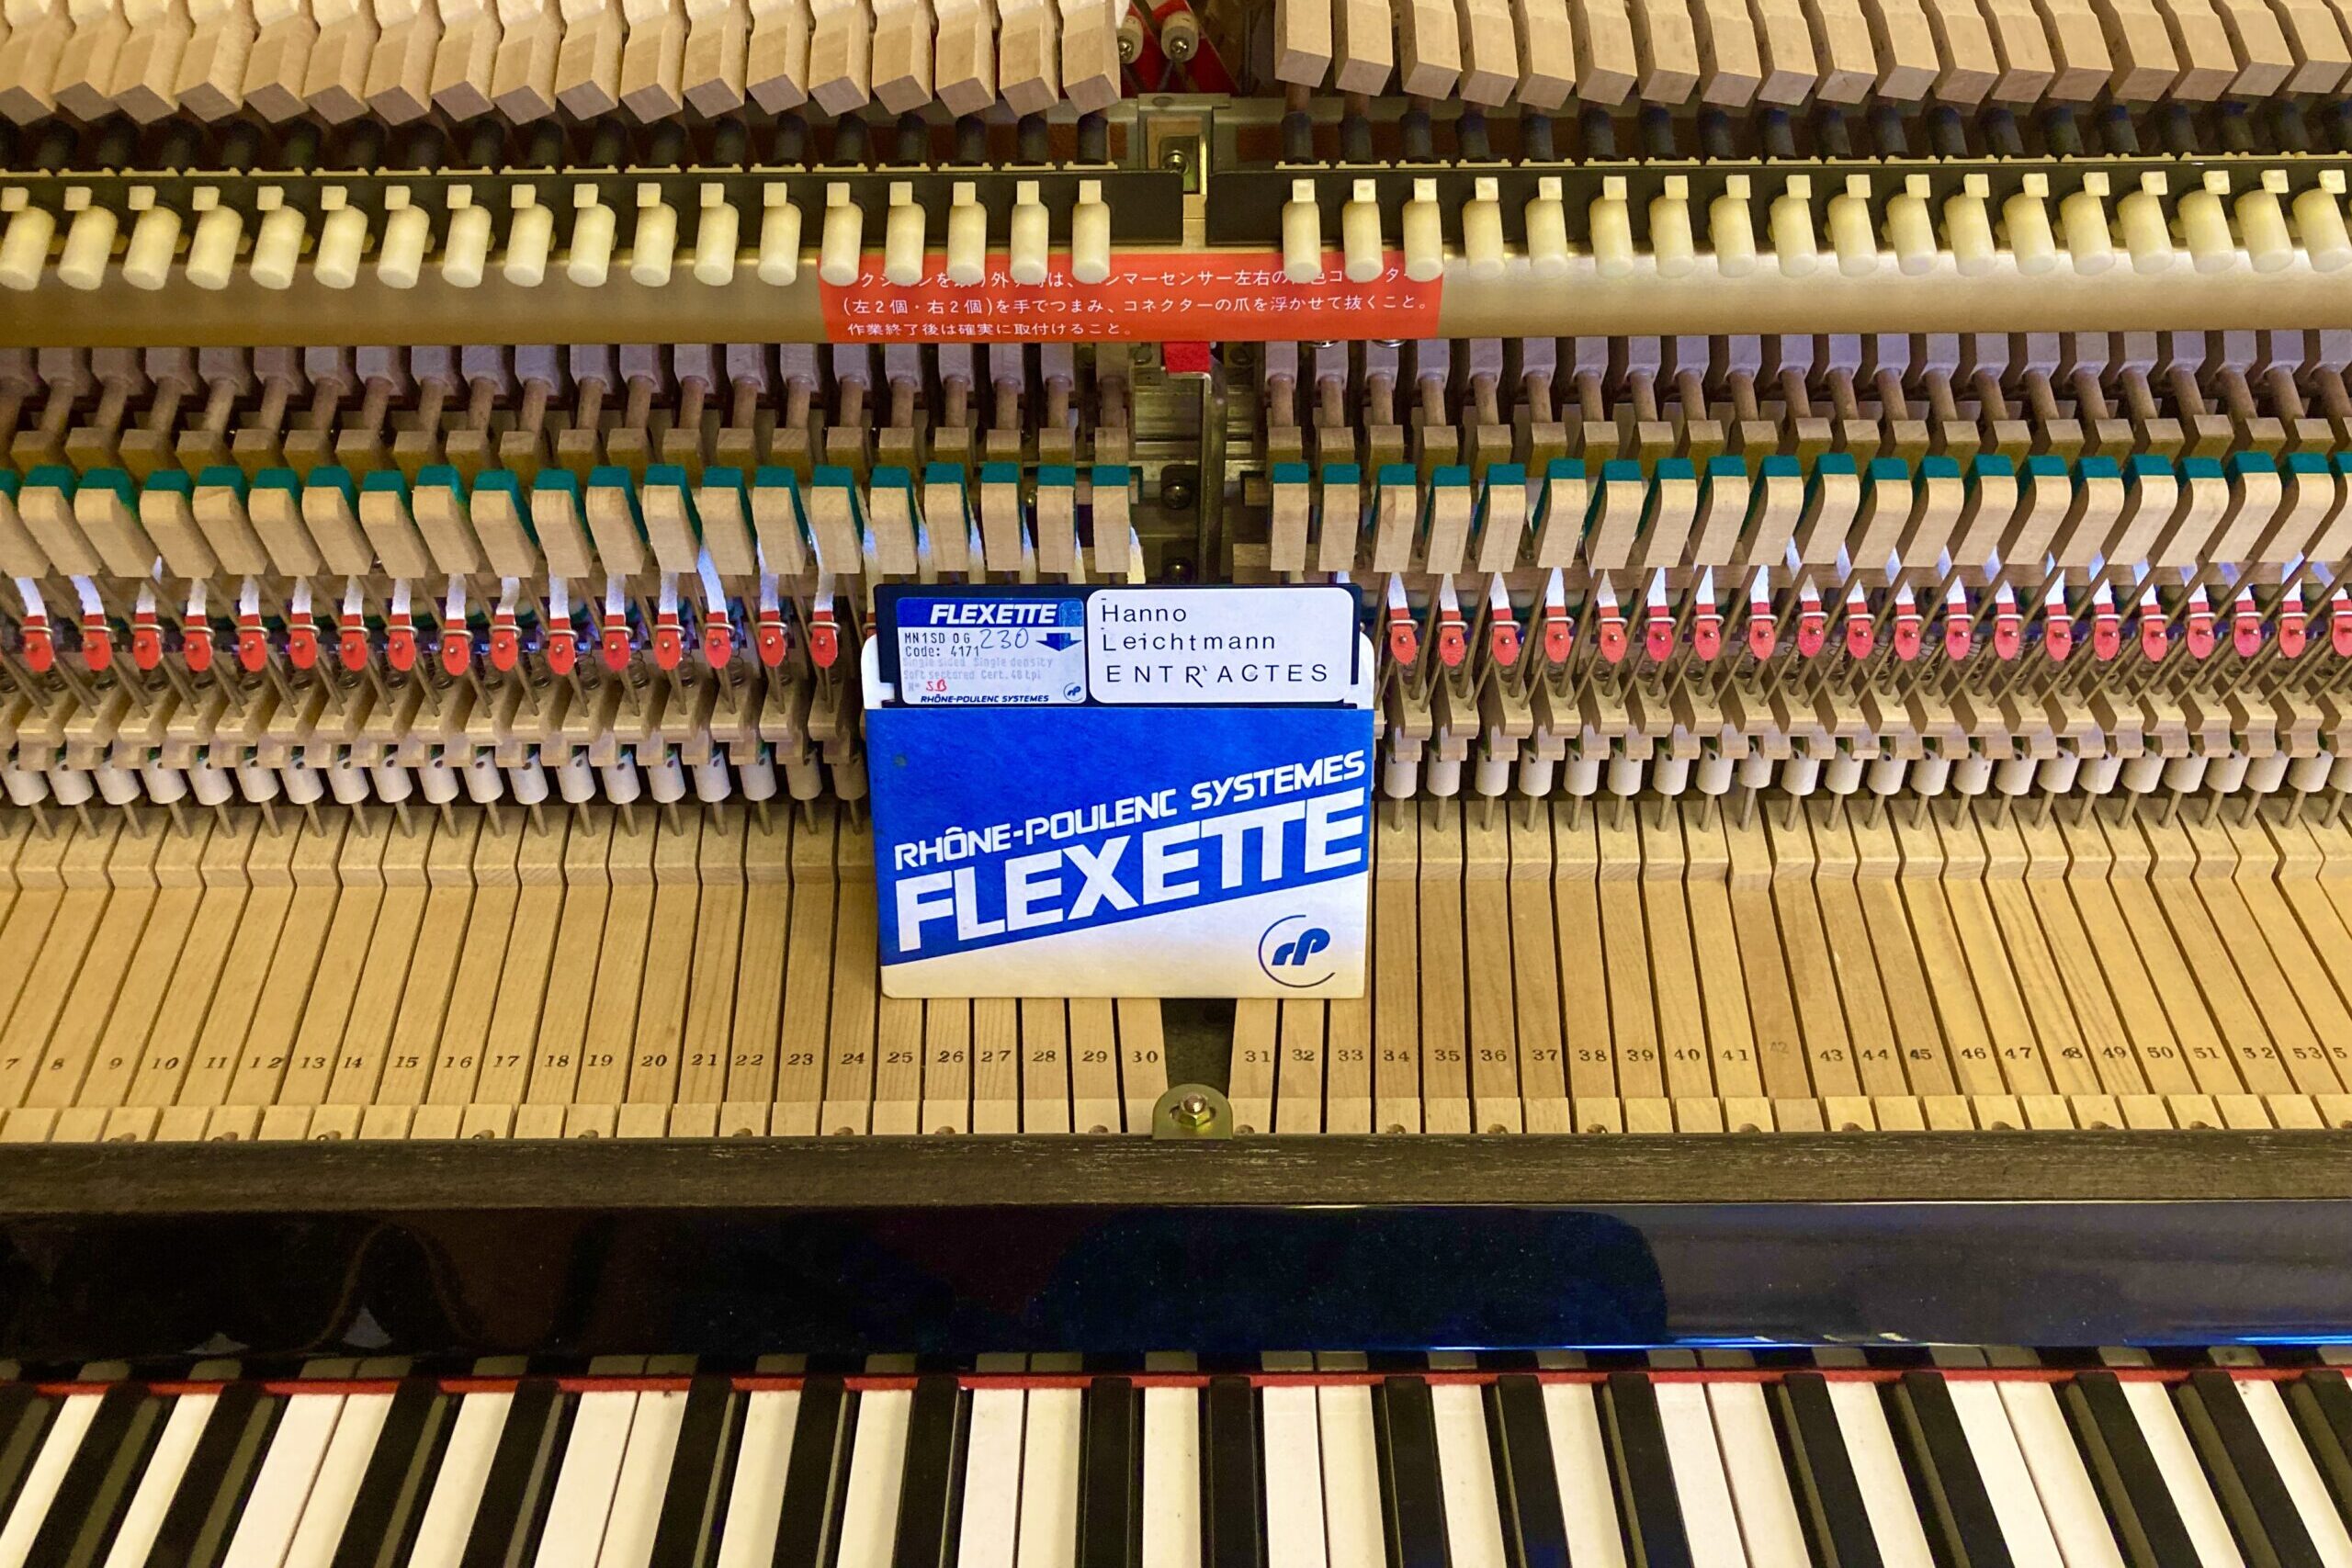 (左2個・右2個)を手でつまみ、コネクターの爪を浮かせて抜くこと。
作業終了後は確実に取付けること。
FLEXETTE
MN1SD OG 230
Code: 4171
Single sided Single density
Soft sectored Cert. 48 tpi
N° SB
RHÔNE-POULENC SYSTEMES
Hanno
Leichtmann
ENTR'ACTES
RHÔNE-POULENC SYSTEMES
FLEXETTE
rp
7 8 9 10 11 12 13 14 15 16 17 18 19 20 21 22 23 24 25 26 27 28 29 30 31 32 33 34 35 36 37 38 39 40 41 42 43 44 45 46 47 48 49 50 51 52 53